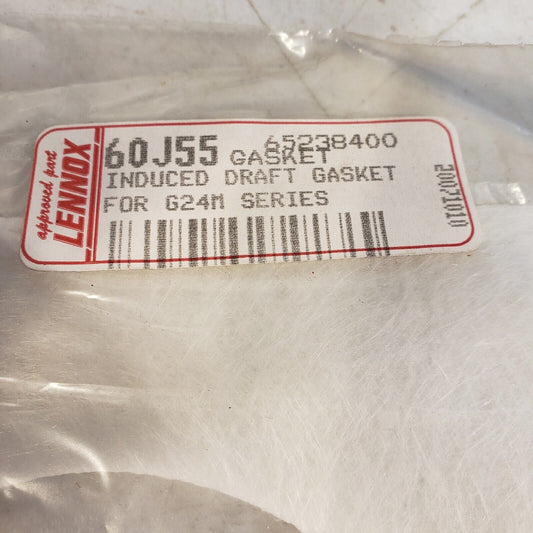 approved part
LENNOX
60J55 65238400
GASKET
INDUCED DRAFT GASKET
FOR G24M SERIES
20071010